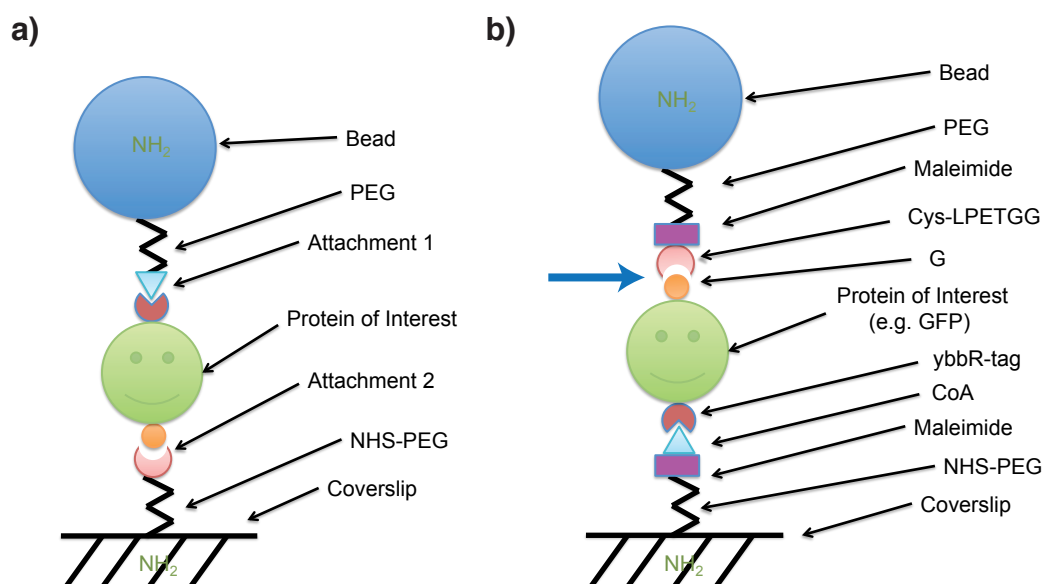 a)
NH2
Bead
PEG
Attachment 1
Protein of Interest
Attachment 2
NHS-PEG
Coverslip
NH2
b)
NH2
Bead
PEG
Maleimide
Cys-LPETGG
G
Protein of Interest
(e.g. GFP)
ybbR-tag
CoA
Maleimide
NHS-PEG
Coverslip
NH2